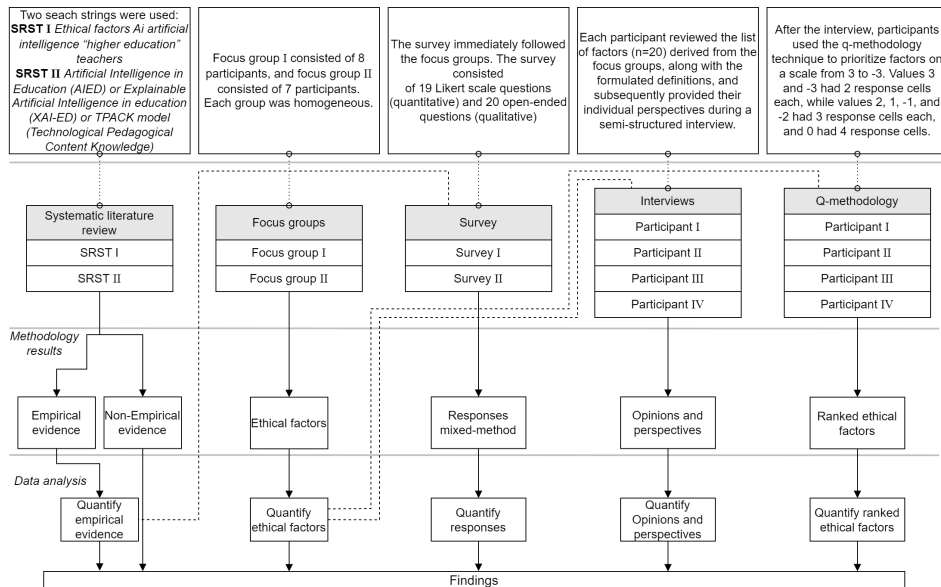 Two seach strings were used:
SRST I Ethical factors Ai artificial
intelligence “higher education”
teachers
SRST II Artificial Intelligence in
Education (AIED) or Explainable
Artificial Intelligence in education
(XAI-ED) or TPACK model
(Technological Pedagogical
Content Knowledge)
Focus group I consisted of 8
participants, and focus group II
consisted of 7 participants.
Each group was homogeneous.
The survey immediately followed
the focus groups. The survey
consisted
of 19 Likert scale questions
(quantitative) and 20 open-ended
questions (qualitative)
Each participant reviewed the list
of factors (n=20) derived from the
focus groups, along with the
formulated definitions, and
subsequently provided their
individual perspectives during a
semi-structured interview.
After the interview, participants
used the q-methodology
technique to prioritize factors on
a scale from 3 to -3. Values 3
and -3 had 2 response cells
each, while values 2, 1, -1, and
-2 had 3 response cells each,
and 0 had 4 response cells.
Systematic literature
review
SRST I
SRST II
Focus groups
Focus group I
Focus group II
Survey
Survey I
Survey II
Interviews
Participant I
Participant II
Participant III
Participant IV
Q-methodology
Participant I
Participant II
Participant III
Participant IV
Methodology
results
Empirical
evidence
Non-Empirical
evidence
Ethical factors
Responses
mixed-method
Opinions and
perspectives
Ranked ethical
factors
Data analysis
Quantify
empirical
evidence
Quantify
ethical factors
Quantify
responses
Quantify
Opinions and
perspectives
Quantify ranked
ethical factors
Findings